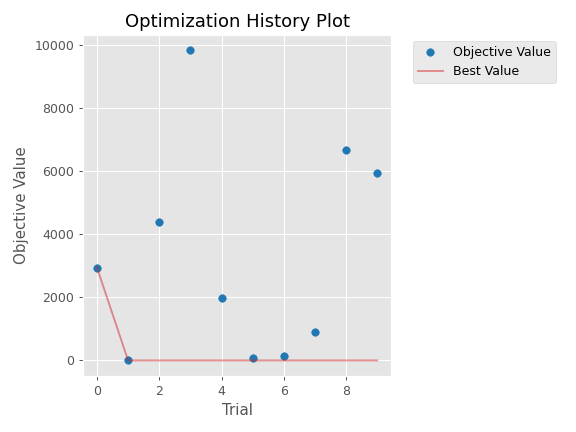 Optimization History Plot
Objective Value
Best Value
10000
8000
6000
4000
2000
0
Objective Value
0 2 4 6 8
Trial